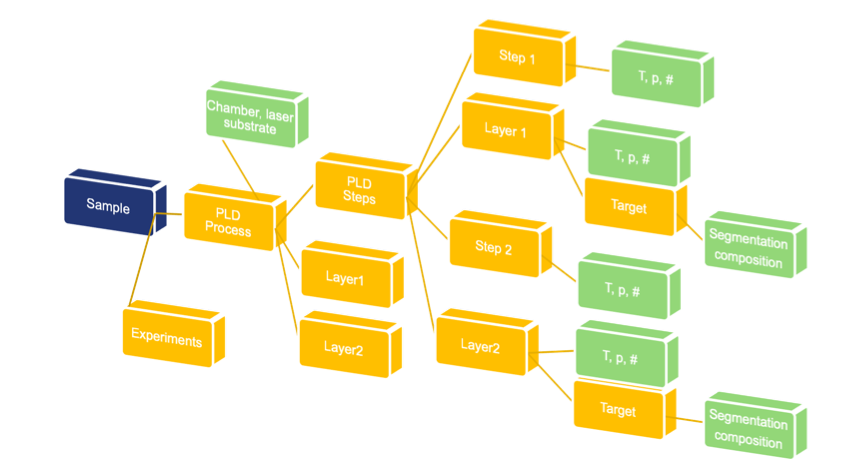 Sample
Experiments
Chamber, laser
substrate
PLD
Process
PLD
Steps
Layer1
Layer2
Step 1
T, p, #
Layer 1
T, p, #
Target
Segmentation
composition
Step 2
T, p, #
Layer2
T, p, #
Target
Segmentation
composition